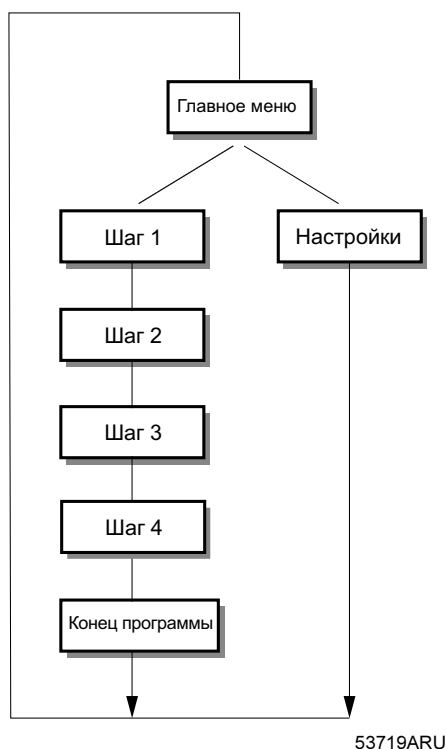 Главное меню
Шаг 1
Настройки
Шаг 2
Шаг 3
Шаг 4
Конец программы
53719ARU